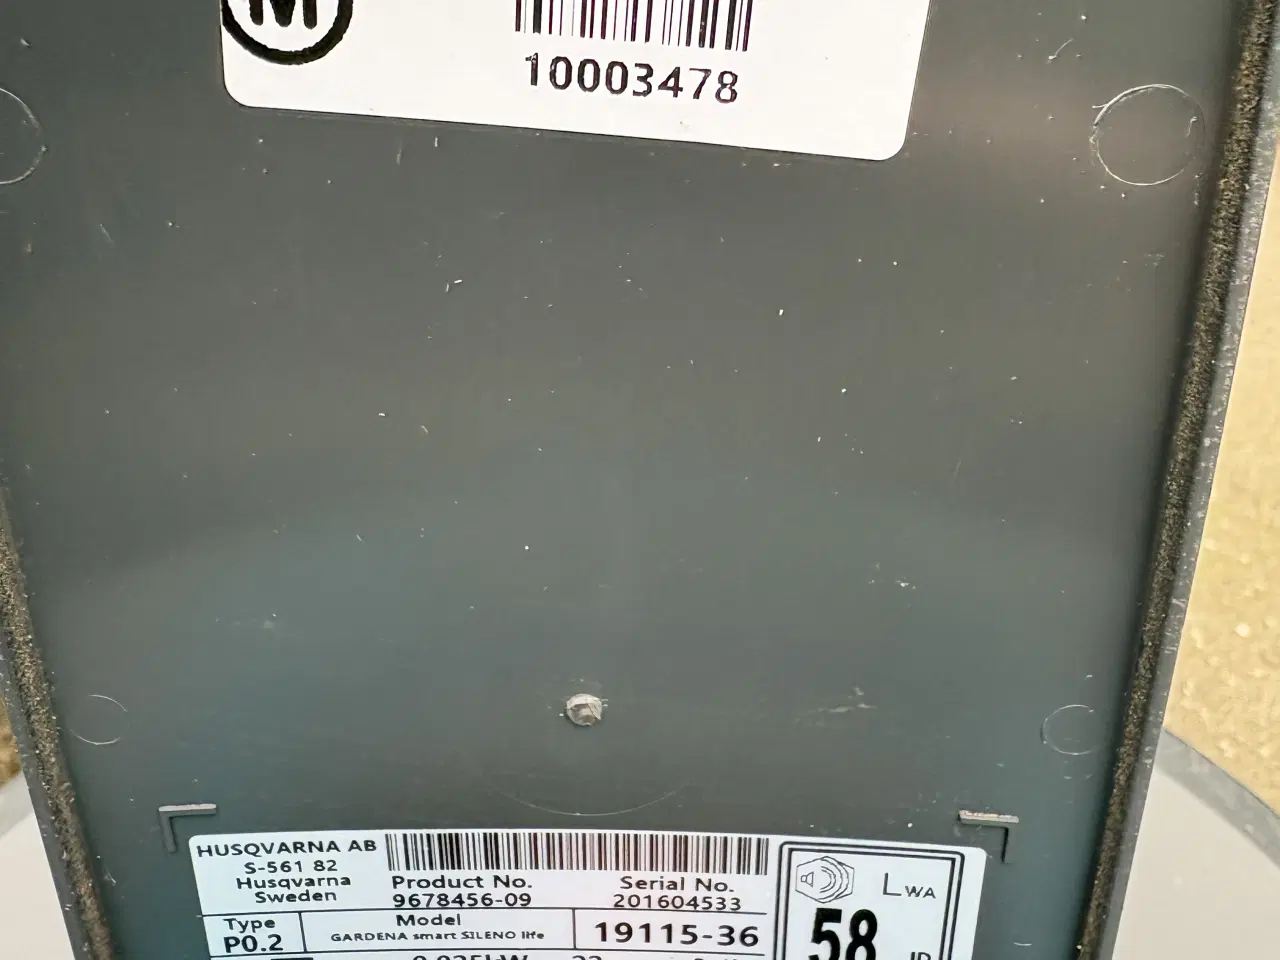 M
10003478
HUSQVARNA AB
S-561 82
Husqvarna
Sweden
Product No.
9678456-09
Serial No.
201604533
Type
P0.2
Model
GARDENA smart SILENO life
19115-36
LWA
58